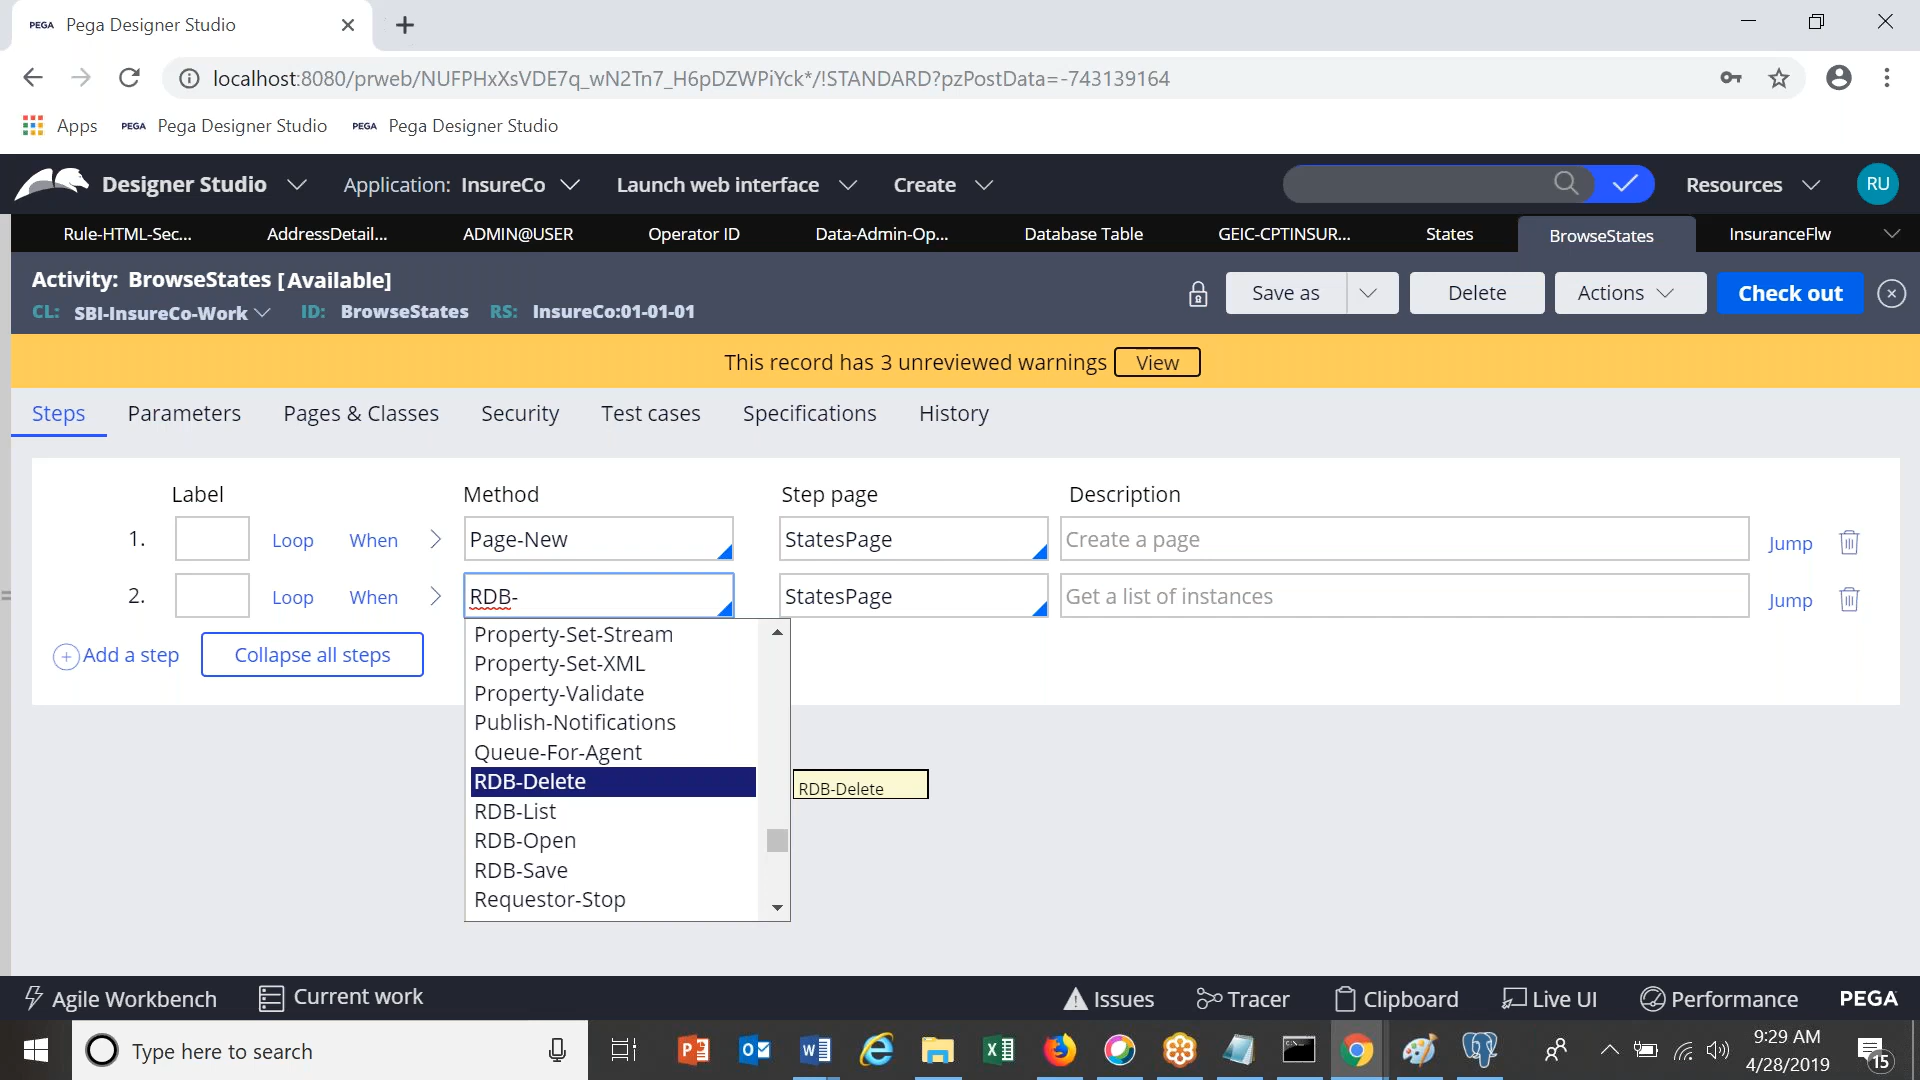 PEGA Pega Designer Studio
localhost:8080/prweb/NUFPHxXsVDE7q_wN2Tn7_H6pDZWPiYck*/!STANDARD?pzPostData=-743139164
Apps PEGA Pega Designer Studio PEGA Pega Designer Studio
Designer Studio Application: InsureCo Launch web interface Create Resources RU
Rule-HTML-Sec... AddressDetail... ADMIN@USER Operator ID Data-Admin-Op... Database Table GEIC-CPTINSUR... States BrowseStates InsuranceFlw
Activity: BrowseStates [Available]
CL: SBI-InsureCo-Work ID: BrowseStates RS: InsureCo:01-01-01
Save as Delete Actions Check out
This record has 3 unreviewed warnings View
Steps Parameters Pages & Classes Security Test cases Specifications History
Label Method Step page Description
1. Loop When Page-New StatesPage Create a page Jump
2. Loop When RDB- StatesPage Get a list of instances Jump
+ Add a step Collapse all steps
Property-Set-Stream
Property-Set-XML
Property-Validate
Publish-Notifications
Queue-For-Agent
RDB-Delete
RDB-Delete
RDB-List
RDB-Open
RDB-Save
Requestor-Stop
Agile Workbench Current work Issues Tracer Clipboard Live UI Performance PEGA
Type here to search
9:29 AM
4/28/2019
15